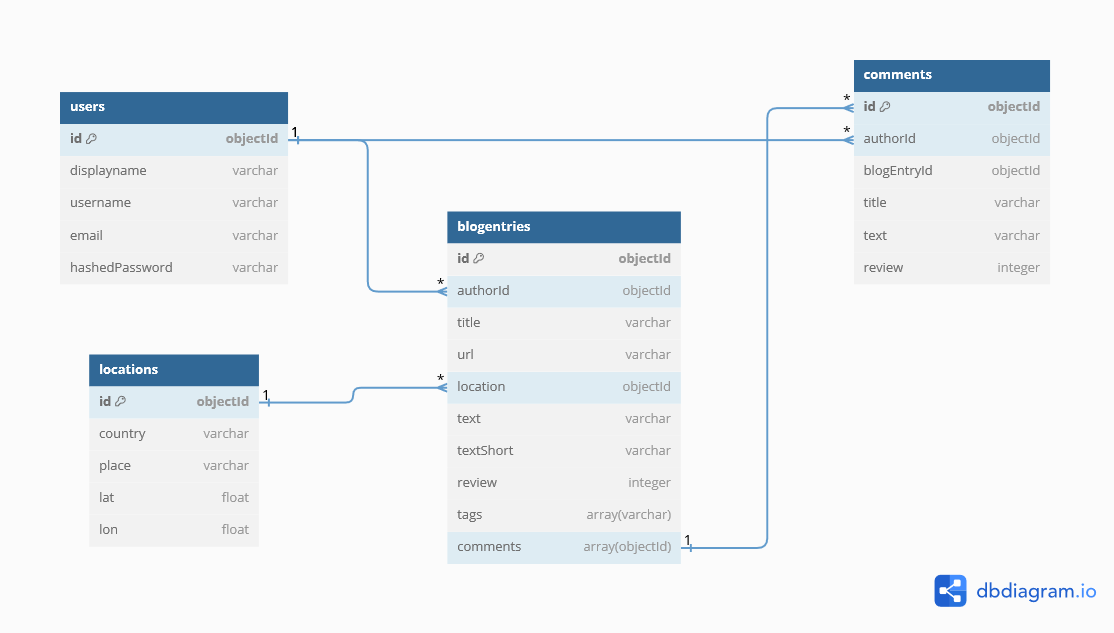 users
id objectId
displayname varchar
username varchar
email varchar
hashedPassword varchar
1
*
*
comments
id objectId
authorId objectId
blogEntryId objectId
title varchar
text varchar
review integer
blogentries
id objectId
*
authorId objectId
title varchar
url varchar
*
location objectId
text varchar
textShort varchar
review integer
tags array(varchar)
comments array(objectId)
1
locations
id objectId
1
country varchar
place varchar
lat float
lon float
dbdiagram.io